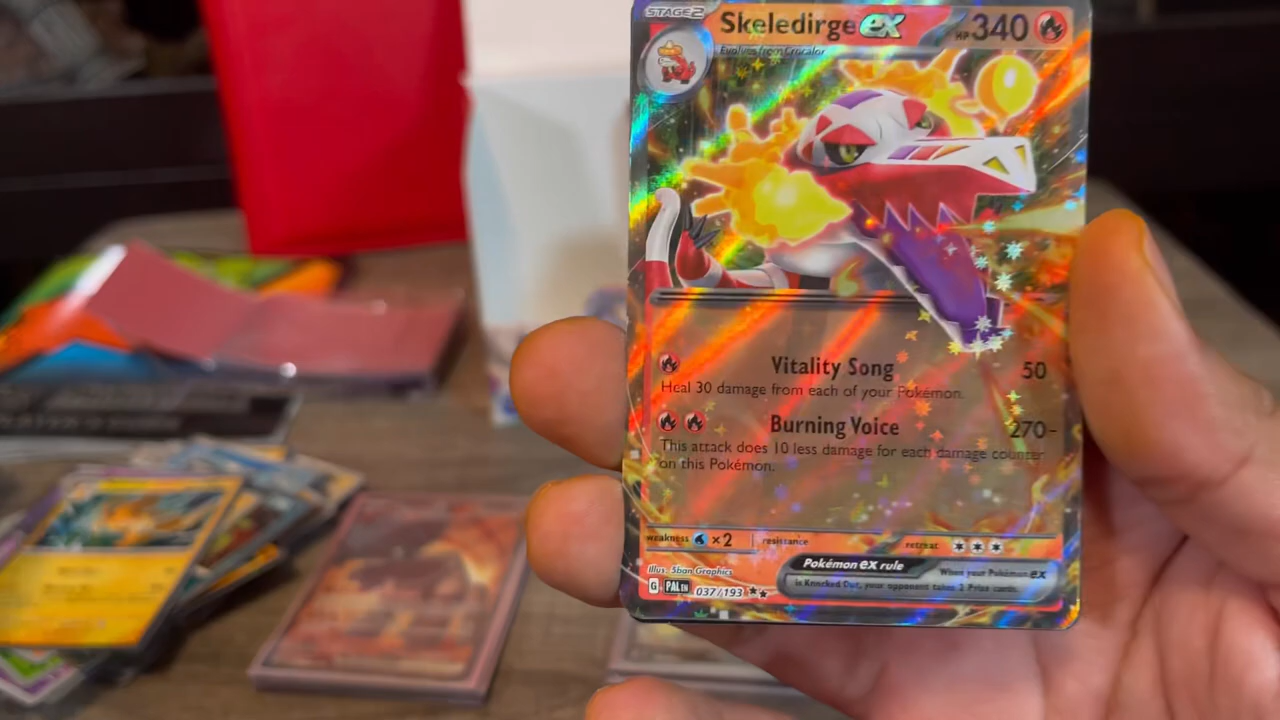 STAGE2
Skeledirge ex HP 340
Evolves from Crocalor
Vitality Song 50
Heal 30 damage from each of your Pokémon.
Burning Voice 270-
This attack does 10 less damage for each damage counter
on this Pokémon.
weakness ×2 resistance retreat
Illus. 5ban Graphics
Pokémon ex rule
When your Pokémon ex
is Knocked Out, your opponent takes 2 Prize cards.
G PAL EN 037/193